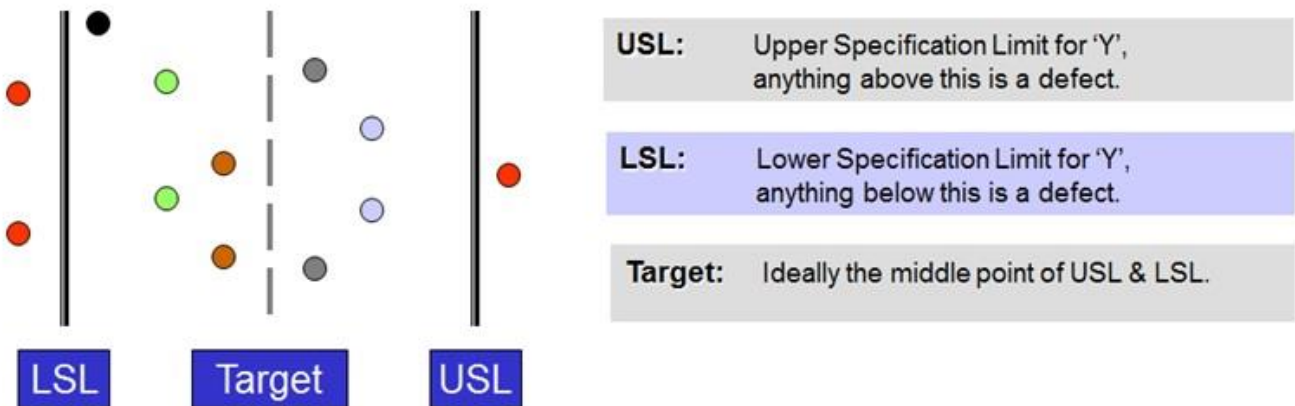 USL: Upper Specification Limit for ‘Y’,
anything above this is a defect.
LSL: Lower Specification Limit for ‘Y’,
anything below this is a defect.
Target: Ideally the middle point of USL & LSL.
LSL Target USL